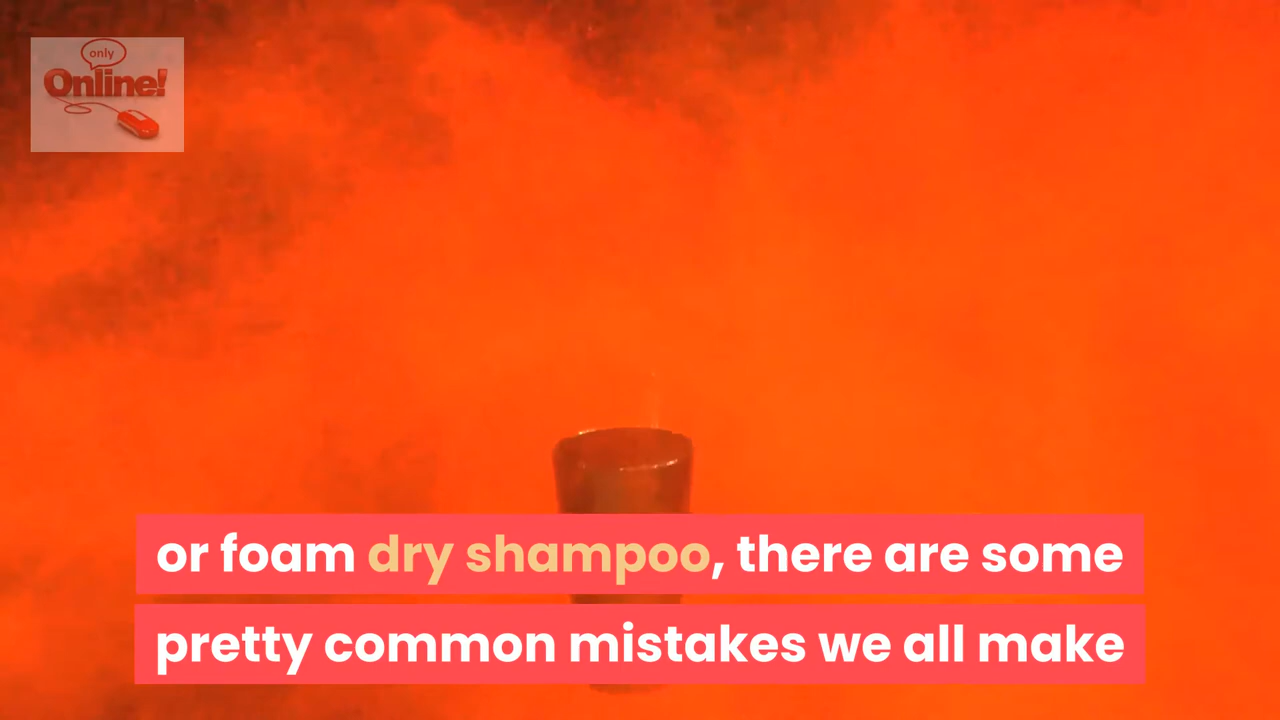 only
Online!
or foam dry shampoo, there are some
pretty common mistakes we all make